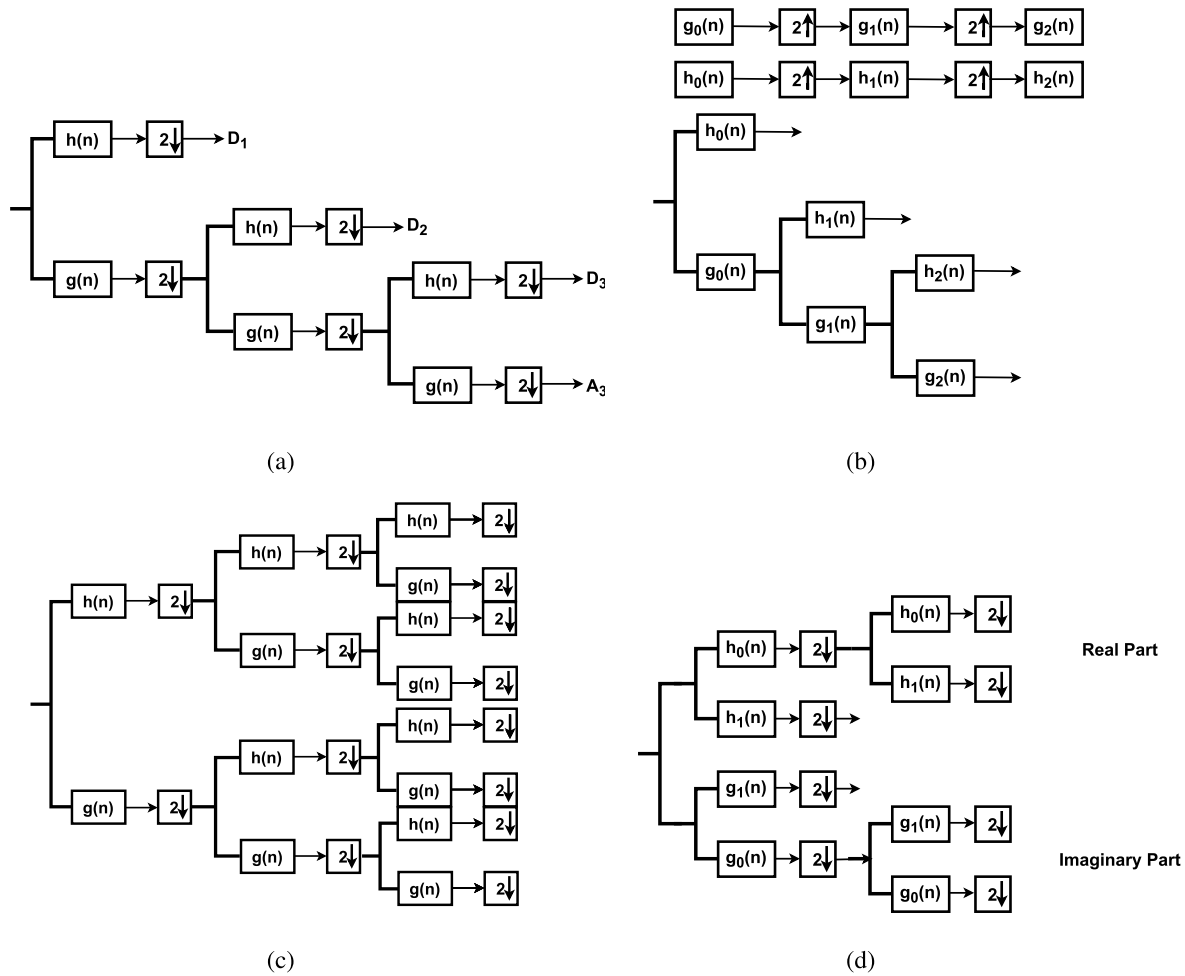 g0(n) 2 g1(n) 2 g2(n)
h0(n) 2 h1(n) 2 h2(n)
h(n) 2 D1
h(n) 2 D2
g(n) 2
h(n) 2 D3
g(n) 2
g(n) 2 A3
(a)
h0(n)
h1(n)
g0(n)
h2(n)
g1(n)
g2(n)
(b)
h(n) 2
h(n) 2
g(n) 2
h(n) 2
h(n) 2
g(n) 2
g(n) 2
h(n) 2
h(n) 2
g(n) 2
g(n) 2
h(n) 2
g(n) 2
g(n) 2
(c)
h0(n) 2
h0(n) 2
Real Part
h1(n) 2
h1(n) 2
g1(n) 2
g1(n) 2
g0(n) 2
Imaginary Part
g0(n) 2
(d)